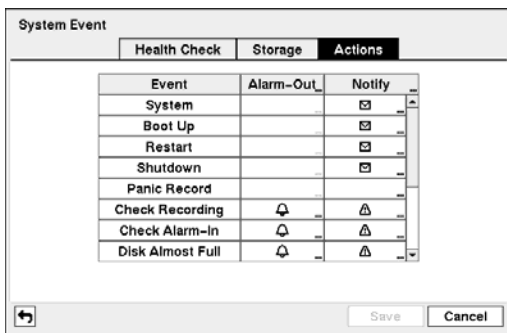 System Event
Health Check Storage Actions
Event Alarm-Out Notify
System
Boot Up
Restart
Shutdown
Panic Record
Check Recording
Check Alarm-In
Disk Almost Full
Save Cancel